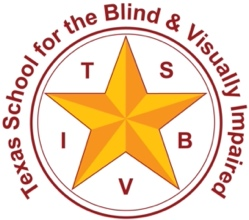 Texas School for the Blind & Visually Impaired
T S B V I